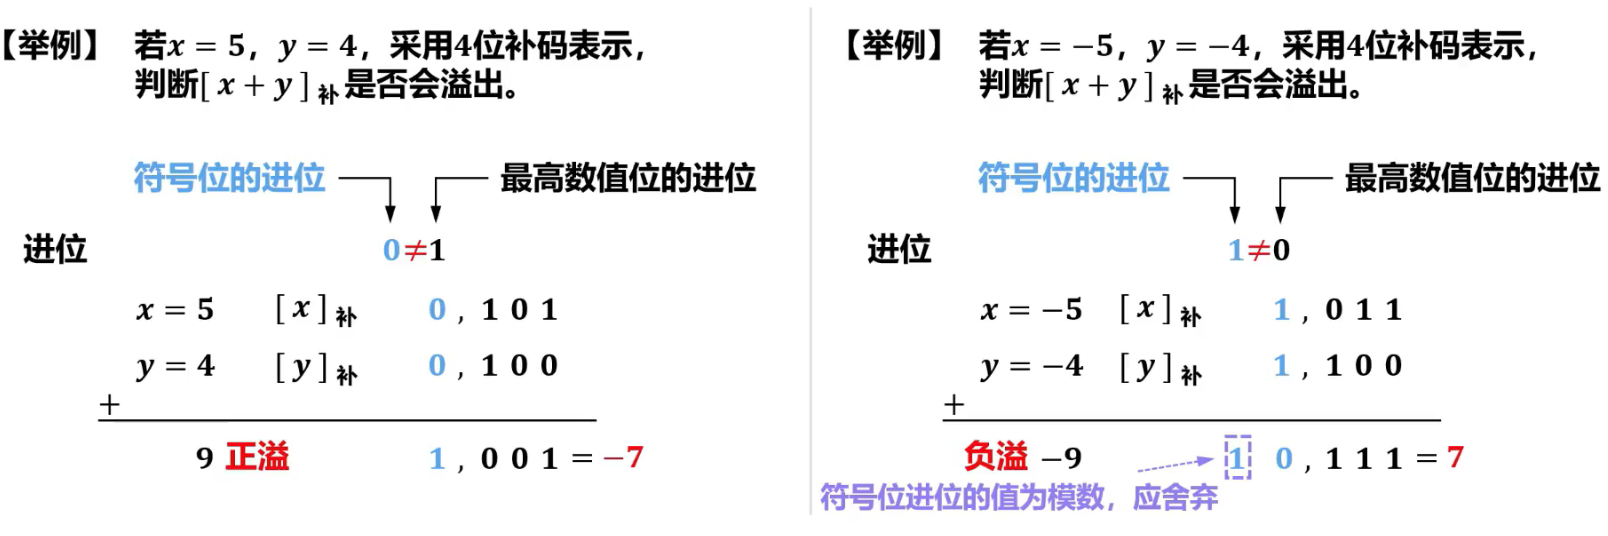 【举例】 若x = 5，y = 4，采用4位补码表示，
判断[ x + y ]补 是否会溢出。
符号位的进位
最高数值位的进位
进位
0≠1
x = 5 [ x ]补 0 , 1 0 1
y = 4 [ y ]补 0 , 1 0 0
+
9 正溢 1 , 0 0 1 = −7
【举例】 若x = −5，y = −4，采用4位补码表示，
判断[ x + y ]补 是否会溢出。
符号位的进位
最高数值位的进位
进位
1≠0
x = −5 [ x ]补 1 , 0 1 1
y = −4 [ y ]补 1 , 1 0 0
+
负溢 −9 1 0 , 1 1 1 = 7
符号位进位的值为模数，应舍弃